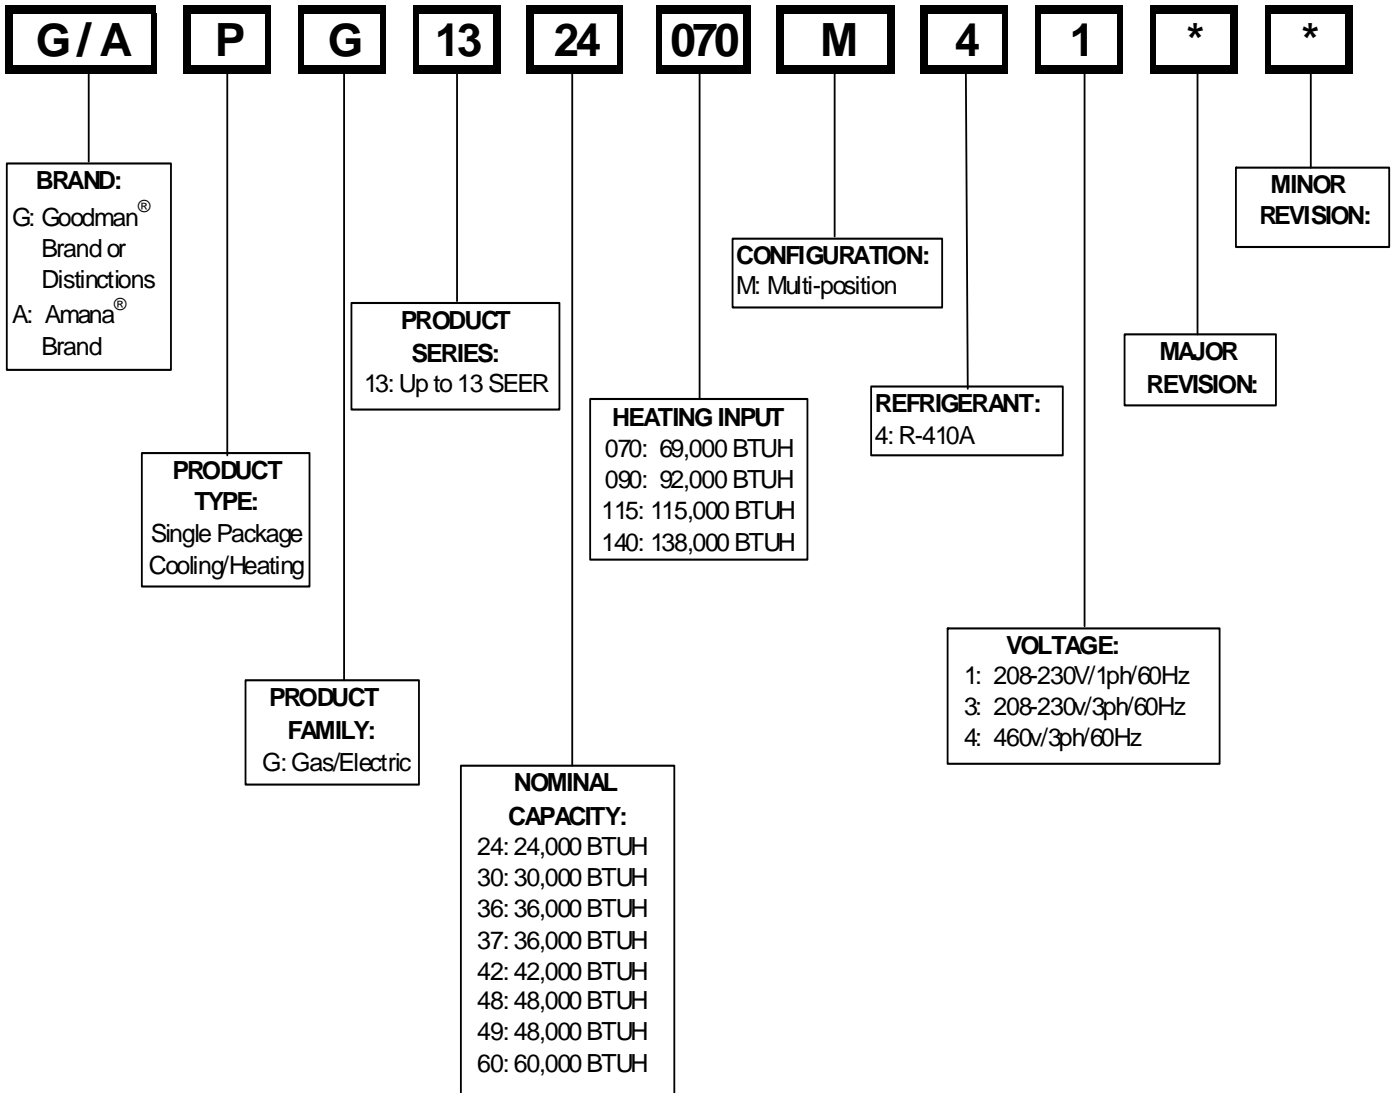 G/A P G 13 24 070 M 4 1 * *
BRAND:
G: Goodman®
Brand or
Distinctions
A: Amana®
Brand
PRODUCT
TYPE:
Single Package
Cooling/Heating
PRODUCT
FAMILY:
G: Gas/Electric
PRODUCT
SERIES:
13: Up to 13 SEER
NOMINAL
CAPACITY:
24: 24,000 BTUH
30: 30,000 BTUH
36: 36,000 BTUH
37: 36,000 BTUH
42: 42,000 BTUH
48: 48,000 BTUH
49: 48,000 BTUH
60: 60,000 BTUH
HEATING INPUT
070: 69,000 BTUH
090: 92,000 BTUH
115: 115,000 BTUH
140: 138,000 BTUH
CONFIGURATION:
M: Multi-position
REFRIGERANT:
4: R-410A
VOLTAGE:
1: 208-230V/1ph/60Hz
3: 208-230v/3ph/60Hz
4: 460v/3ph/60Hz
MAJOR
REVISION:
MINOR
REVISION: